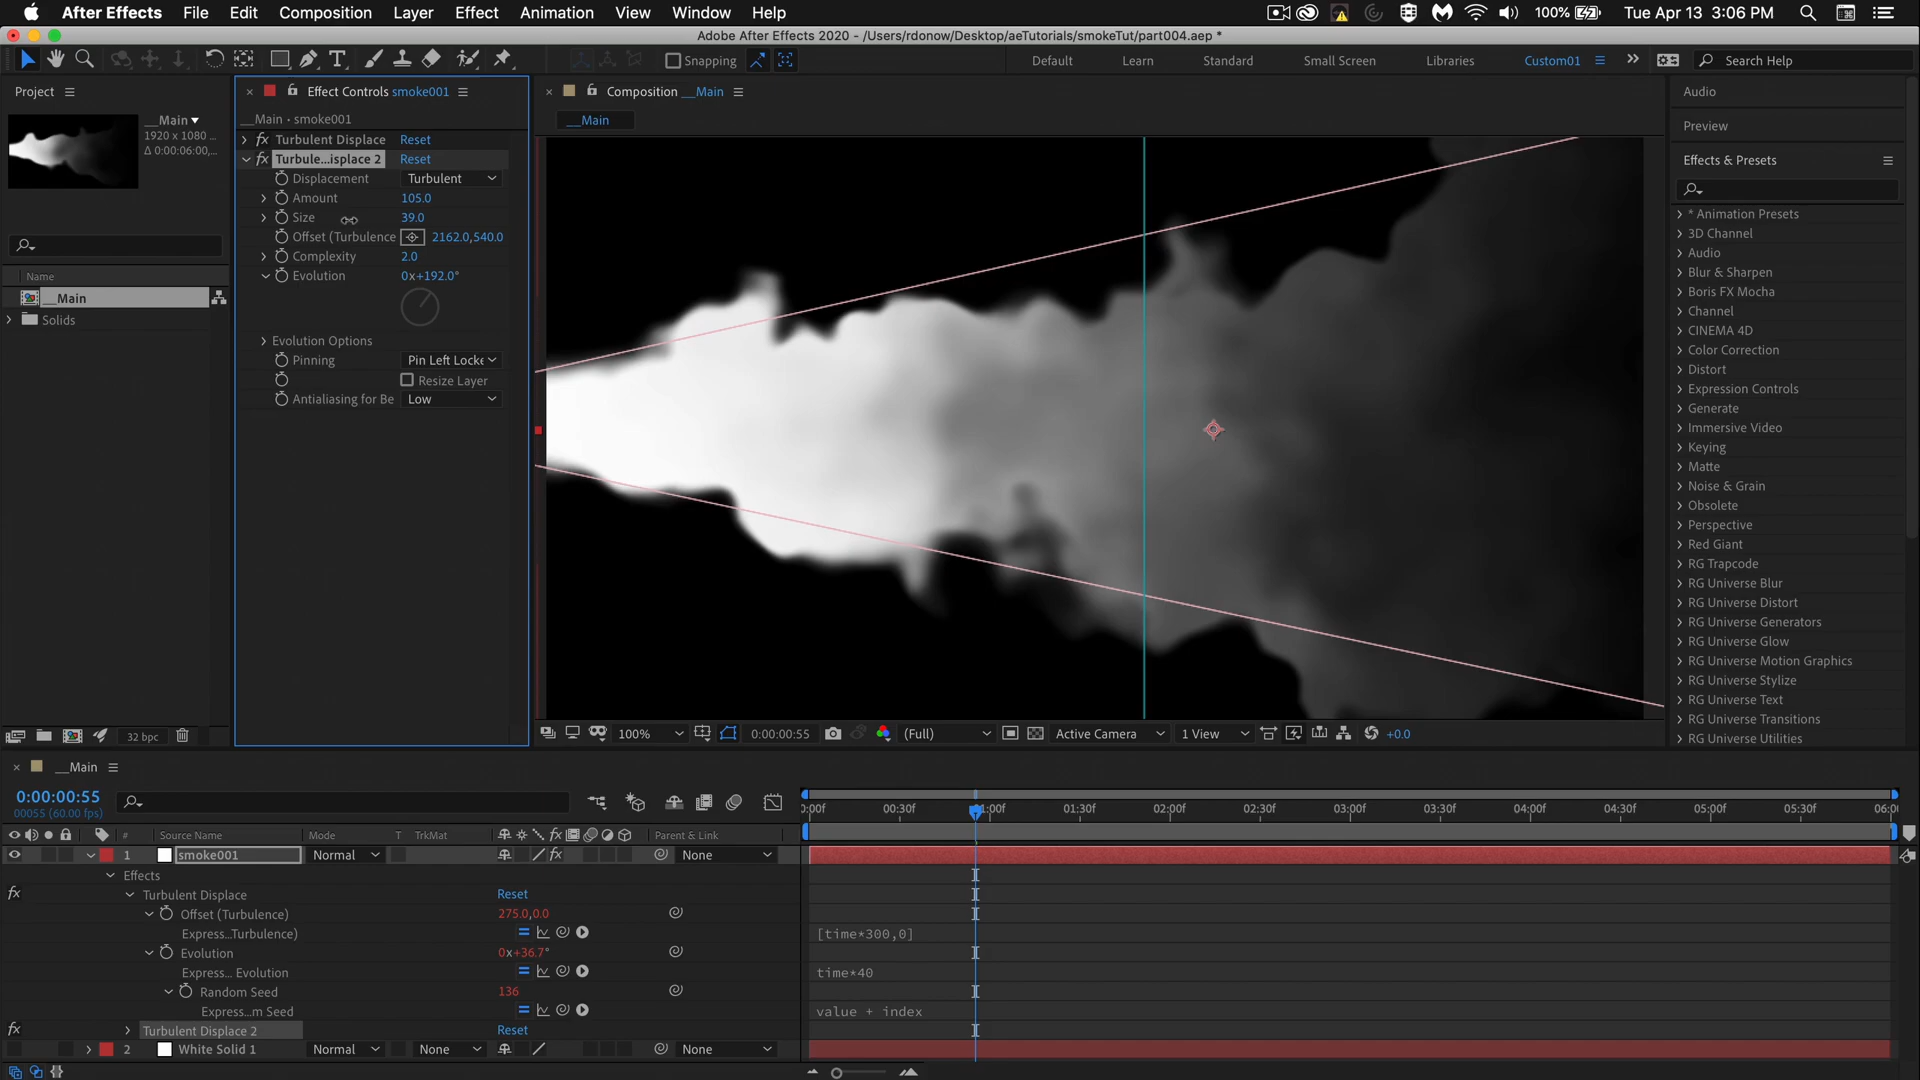 After Effects File Edit Composition Layer Effect Animation View Window Help 100% Tue Apr 13 3:06 PM
Adobe After Effects 2020 - /Users/rdonow/Desktop/aeTutorials/smokeTut/part004.aep *
Snapping Default Learn Standard Small Screen Libraries Custom01 Search Help
Project
__Main
1920 x 1080 ...
Δ 0:00:06:00,...
Name
__Main
Solids
32 bpc
Effect Controls smoke001
__Main · smoke001
fx Turbulent Displace Reset
fx Turbule...isplace 2 Reset
Displacement Turbulent
Amount 105.0
Size 39.0
Offset (Turbulence 2162.0,540.0
Complexity 2.0
Evolution 0x+192.0°
Evolution Options
Pinning Pin Left Locke
Resize Layer
Antialiasing for Be Low
Composition __Main
__Main
100% 0:00:00:55 (Full) Active Camera 1 View +0.0
Audio
Preview
Effects & Presets
* Animation Presets
3D Channel
Audio
Blur & Sharpen
Boris FX Mocha
Channel
CINEMA 4D
Color Correction
Distort
Expression Controls
Generate
Immersive Video
Keying
Matte
Noise & Grain
Obsolete
Perspective
Red Giant
RG Trapcode
RG Universe Blur
RG Universe Distort
RG Universe Generators
RG Universe Glow
RG Universe Motion Graphics
RG Universe Stylize
RG Universe Text
RG Universe Transitions
RG Universe Utilities
__Main
0:00:00:55
00055 (60.00 fps)
0:00f 00:30f 01:00f 01:30f 02:00f 02:30f 03:00f 03:30f 04:00f 04:30f 05:00f 05:30f 06:0
# Source Name Mode T TrkMat fx Parent & Link
1 smoke001 Normal fx None
Effects
fx Turbulent Displace Reset
Offset (Turbulence) 275.0,0.0
Express...Turbulence) [time*300,0]
Evolution 0x+36.7°
Express... Evolution time*40
Random Seed 136
Express...m Seed value + index
fx Turbulent Displace 2 Reset
2 White Solid 1 Normal None None